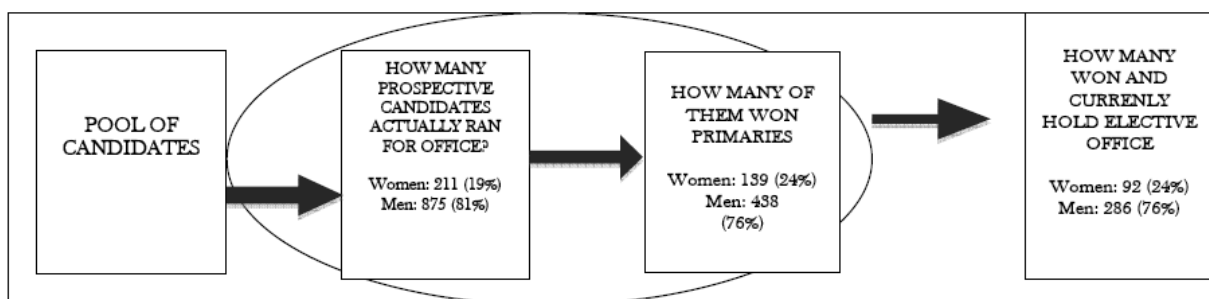 POOL OF
CANDIDATES
HOW MANY
PROSPECTIVE
CANDIDATES
ACTUALLY RAN
FOR OFFICE?
Women: 211 (19%)
Men: 875 (81%)
HOW MANY OF
THEM WON
PRIMARIES
Women: 139 (24%)
Men: 438
(76%)
HOW MANY
WON AND
CURRENLY
HOLD ELECTIVE
OFFICE
Women: 92 (24%)
Men: 286 (76%)